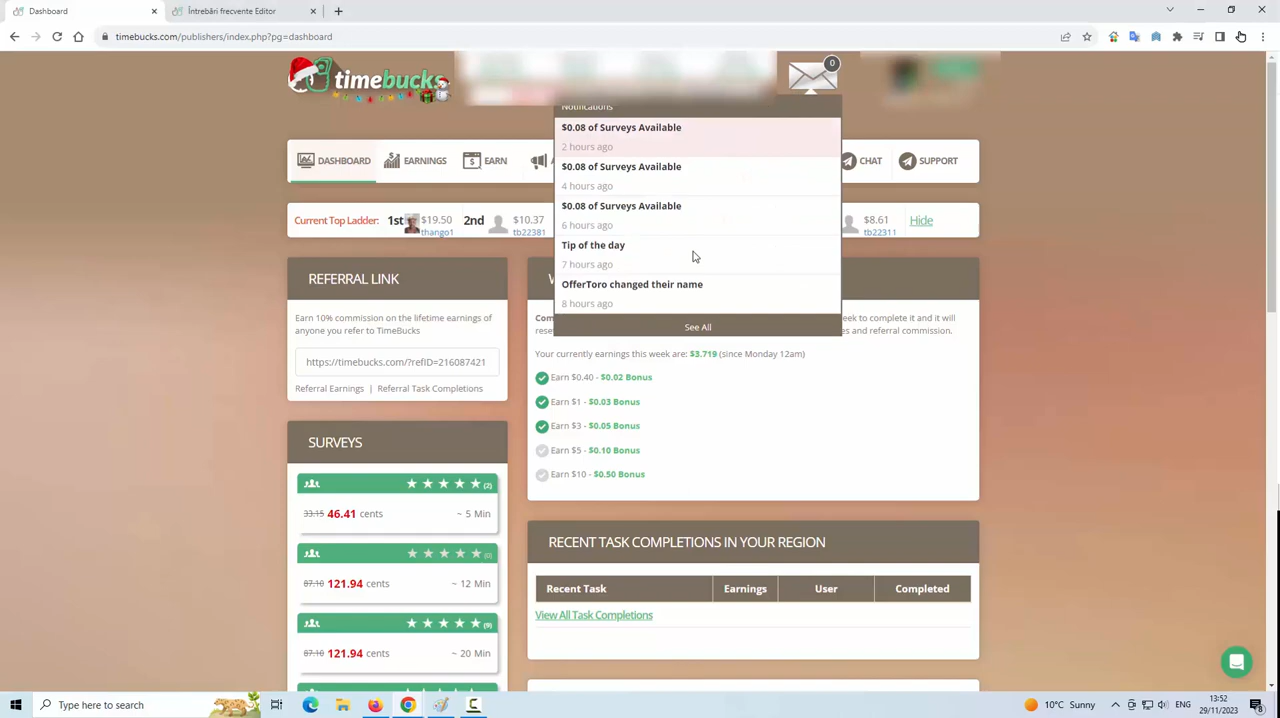 Dashboard
Întrebări frecvente Editor
timebucks.com/publishers/index.php?pg=dashboard
timebucks
0
Notifications
$0.08 of Surveys Available
2 hours ago
$0.08 of Surveys Available
4 hours ago
$0.08 of Surveys Available
6 hours ago
Tip of the day
7 hours ago
OfferToro changed their name
8 hours ago
See All
DASHBOARD
EARNINGS
EARN
CHAT
SUPPORT
Current Top Ladder:
1st
$19.50
thango1
2nd
$10.37
tb22381
$8.61
tb22311
Hide
REFERRAL LINK
Earn 10% commission on the lifetime earnings of
anyone you refer to TimeBucks
https://timebucks.com/?refID=216087421
Referral Earnings | Referral Task Completions
W
eek to complete it and it will
rese
es and referral commission.
Your currently earnings this week are: $3.719 (since Monday 12am)
Earn $0.40 - $0.02 Bonus
Earn $1 - $0.03 Bonus
Earn $3 - $0.05 Bonus
Earn $5 - $0.10 Bonus
Earn $10 - $0.50 Bonus
SURVEYS
(2)
33.15 46.41 cents
~ 5 Min
(0)
87.10 121.94 cents
~ 12 Min
(9)
87.10 121.94 cents
~ 20 Min
RECENT TASK COMPLETIONS IN YOUR REGION
Recent Task
Earnings
User
Completed
View All Task Completions
Type here to search
10°C Sunny
13:52
29/11/2023
8